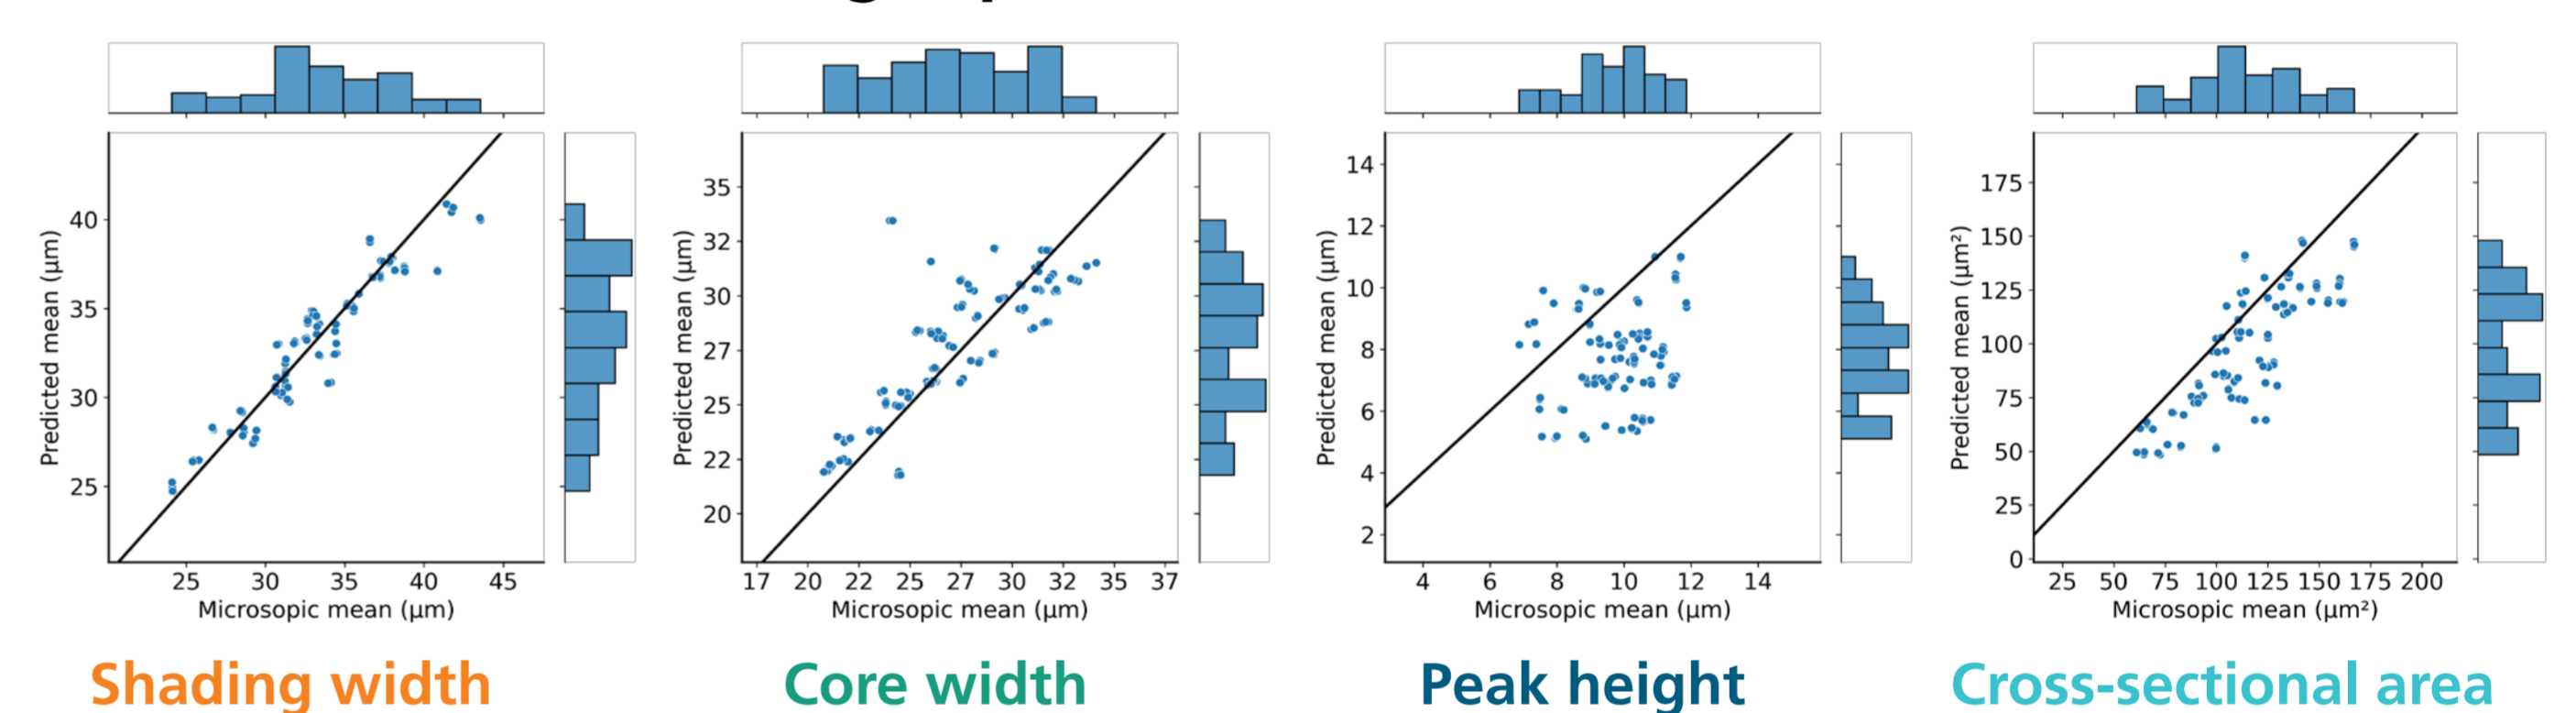 40
35
30
25
Predicted mean (μm)
25 30 35 40 45
Microsopic mean (μm)
Shading width
35
32
30
27
25
22
20
Predicted mean (μm)
17 20 22 25 27 30 32 35 37
Microsopic mean (μm)
Core width
14
12
10
8
6
4
2
Predicted mean (μm)
4 6 8 10 12 14
Microsopic mean (μm)
Peak height
175
150
125
100
75
50
25
0
Predicted mean (μm²)
25 50 75 100 125 150 175 200
Microsopic mean (μm²)
Cross-sectional area